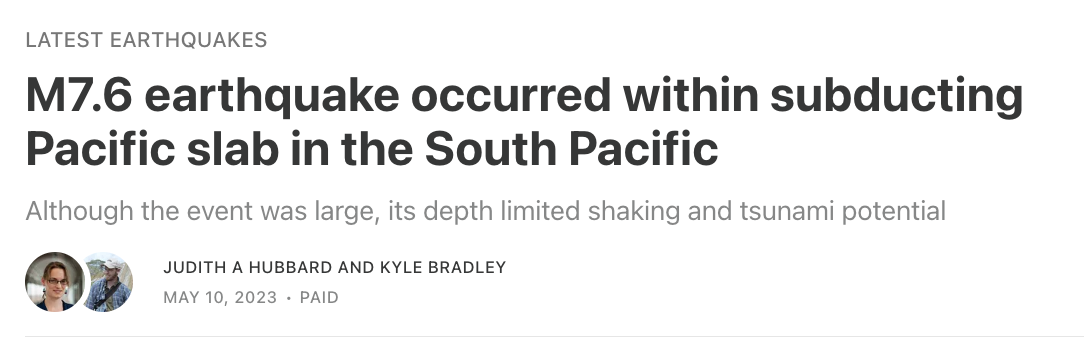 LATEST EARTHQUAKES
M7.6 earthquake occurred within subducting
Pacific slab in the South Pacific
Although the event was large, its depth limited shaking and tsunami potential
JUDITH A HUBBARD AND KYLE BRADLEY
MAY 10, 2023 • PAID